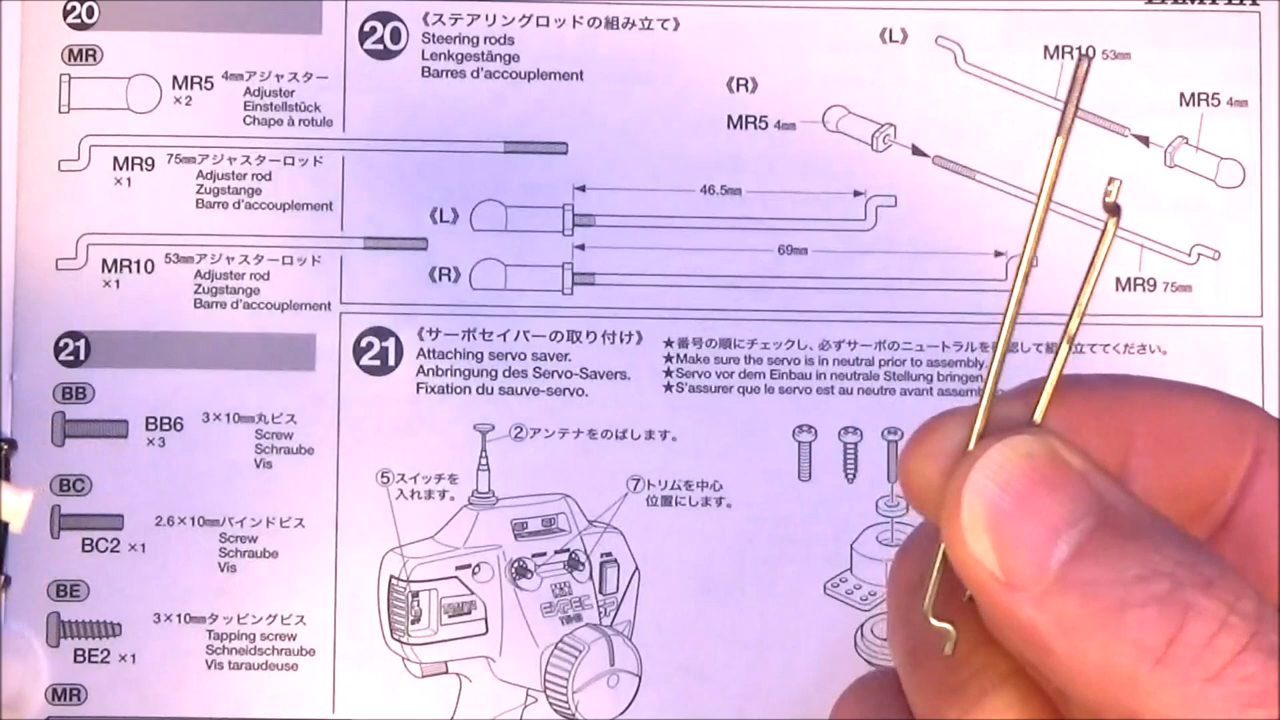 TAMIYA
20
MR
MR5 4mmアジャスター
×2 Adjuster
Einstellstück
Chape à rotule
MR9 75mmアジャスターロッド
×1 Adjuster rod
Zugstange
Barre d'accouplement
MR10 53mmアジャスターロッド
×1 Adjuster rod
Zugstange
Barre d'accouplement
20 《ステアリングロッドの組み立て》
Steering rods
Lenkgestänge
Barres d'accouplement
《L》
MR10 53mm
MR5 4mm
《R》
MR5 4mm
MR9 75mm
《L》 46.5mm
《R》 69mm
21
BB
BB6 3×10mm丸ビス
×3 Screw
Schraube
Vis
BC
2.6×10mmバインドビス
BC2 ×1 Screw
Schraube
Vis
BE
3×10mmタッピングビス
Tapping screw
BE2 ×1 Schneidschraube
Vis taraudeuse
MR
21 《サーボセイバーの取り付け》
Attaching servo saver.
Anbringung des Servo-Savers.
Fixation du sauve-servo.
★番号の順にチェックし、必ずサーボのニュートラルを して組 立ててください。
★Make sure the servo is in neutral prior to assembly.
★Servo vor dem Einbau in neutrale Stellung bringen.
★S'assurer que le servo est au neutre avant
②アンテナをのばします。
⑤スイッチを
入れます。
⑦トリムを中心
位置にします。